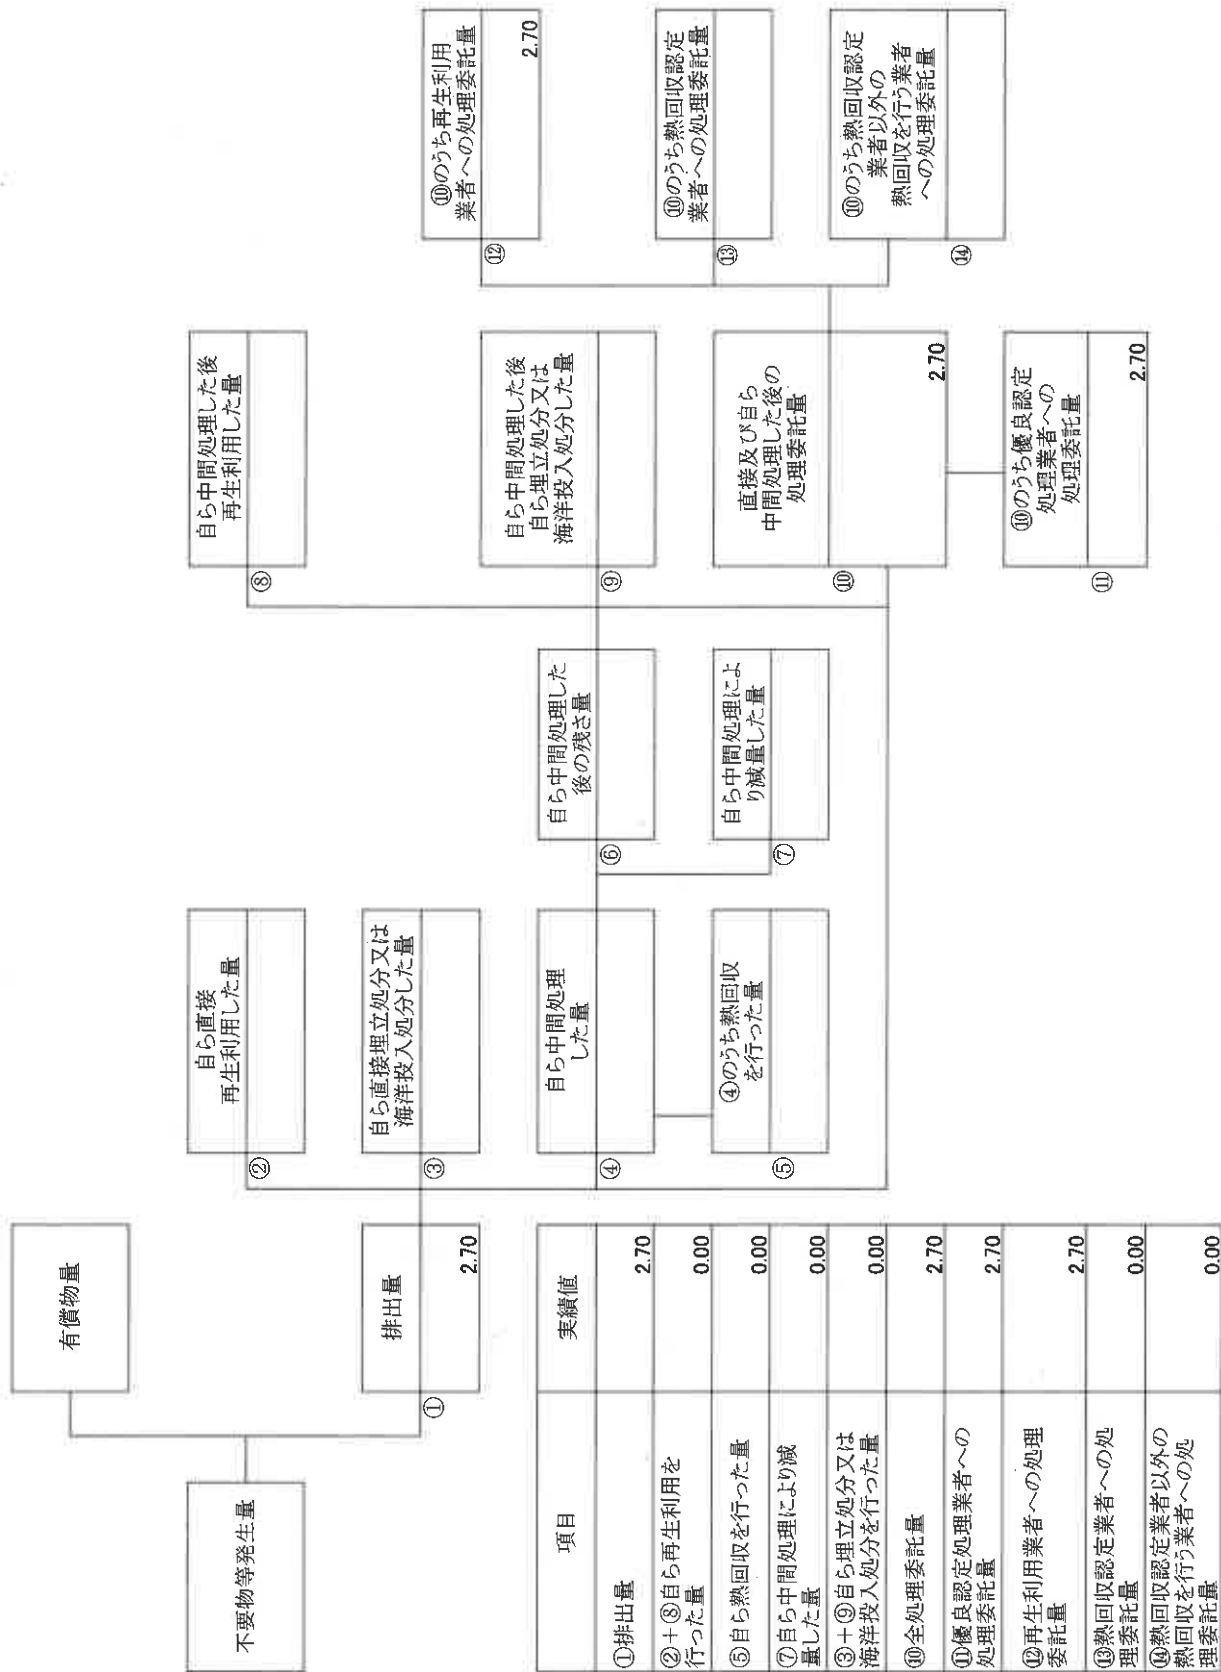 不要物等発生量
有償物量
①
排出量
2.70
②
自ら直接
再生利用した量
③
自ら直接埋立処分又は
海洋投入処分した量
④
自ら中間処理
した量
⑤
④のうち熱回収
を行った量
⑥
自ら中間処理した
後の残さ量
⑦
自ら中間処理によ
り減量した量
⑧
自ら中間処理した後
再生利用した量
⑨
自ら中間処理した後
自ら埋立処分又は
海洋投入処分した量
⑩
直接及び自ら
中間処理した後の
処理委託量
2.70
⑪
⑩のうち優良認定
処理業者への
処理委託量
2.70
⑫
⑩のうち再生利用
業者への処理委託量
2.70
⑬
⑩のうち熱回収認定
業者への処理委託量
⑭
⑩のうち熱回収認定
業者以外の
熱回収を行う業者
への処理委託量
項目 実績値
①排出量 2.70
②+⑧自ら再生利用を
行った量 0.00
⑤自ら熱回収を行った量 0.00
⑦自ら中間処理により減
量した量 0.00
③+⑨自ら埋立処分又は
海洋投入処分を行った量 0.00
⑩全処理委託量 2.70
⑪優良認定処理業者への
処理委託量 2.70
⑫再生利用業者への処理
委託量 2.70
⑬熱回収認定業者への処
理委託量 0.00
⑭熱回収認定業者以外の
熱回収を行う業者への処
理委託量 0.00